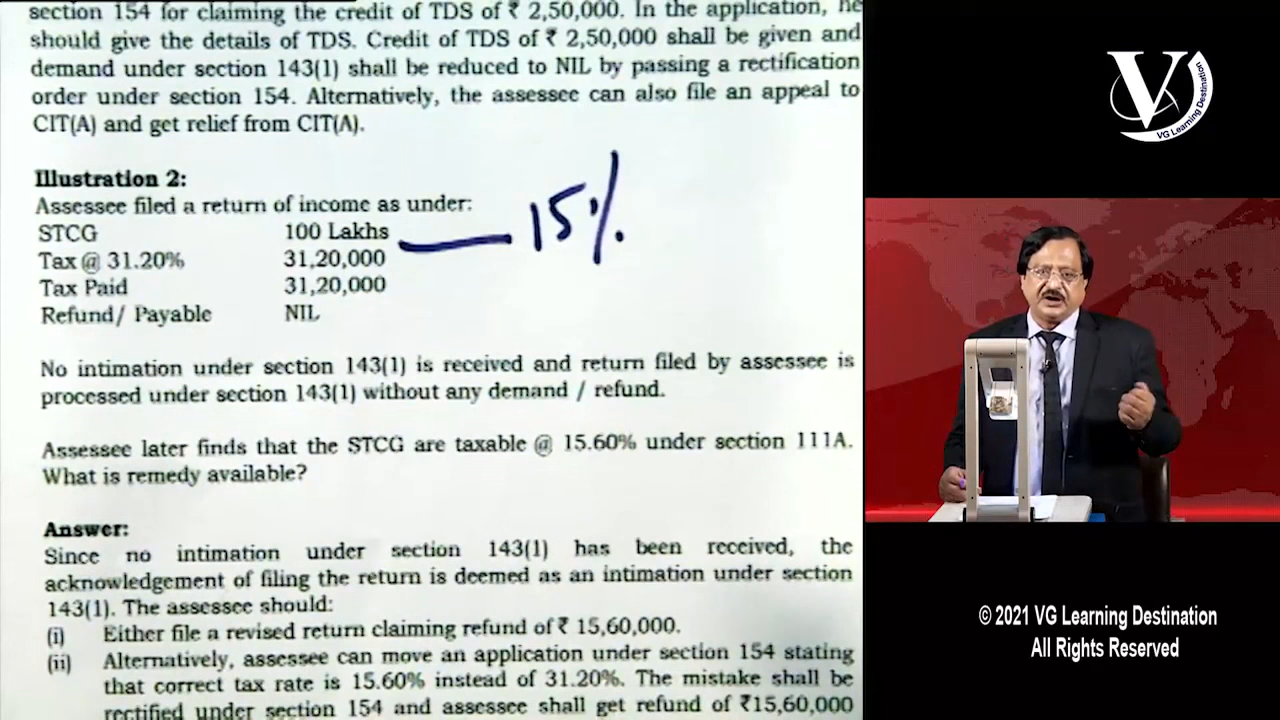 section 154 for claiming the credit of TDS of ₹ 2,50,000. In the application, he
should give the details of TDS. Credit of TDS of ₹ 2,50,000 shall be given and
demand under section 143(1) shall be reduced to NIL by passing a rectification
order under section 154. Alternatively, the assessee can also file an appeal to
CIT(A) and get relief from CIT(A).
Illustration 2:
Assessee filed a return of income as under:
STCG 100 Lakhs 15%.
Tax @ 31.20% 31,20,000
Tax Paid 31,20,000
Refund/ Payable NIL
No intimation under section 143(1) is received and return filed by assessee is
processed under section 143(1) without any demand / refund.
Assessee later finds that the STCG are taxable @ 15.60% under section 111A.
What is remedy available?
Answer:
Since no intimation under section 143(1) has been received, the
acknowledgement of filing the return is deemed as an intimation under section
143(1). The assessee should:
(i) Either file a revised return claiming refund of ₹ 15,60,000.
(ii) Alternatively, assessee can move an application under section 154 stating
that correct tax rate is 15.60% instead of 31.20%. The mistake shall be
rectified under section 154 and assessee shall get refund of ₹15,60,000
V
VG Learning Destination
© 2021 VG Learning Destination
All Rights Reserved